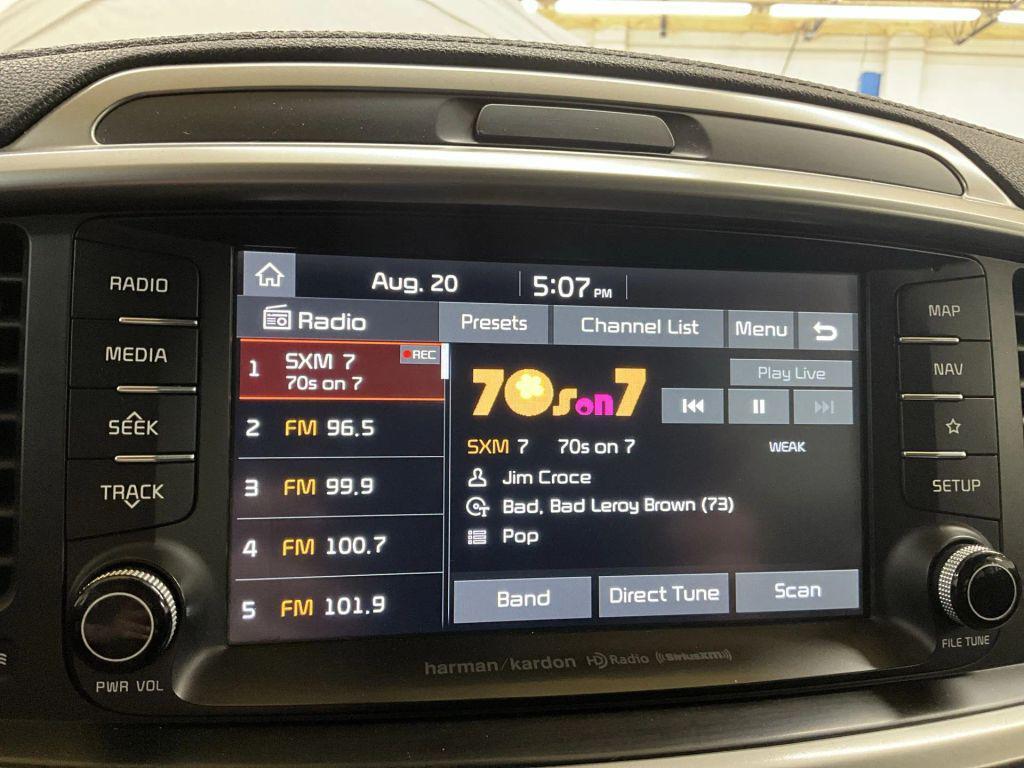 Aug. 20 5:07 PM
Radio Presets Channel List Menu
1 SXM 7 REC
70s on 7
2 FM 96.5
3 FM 99.9
4 FM 100.7
5 FM 101.9
70s on 7
Play Live
SXM 7 70s on 7 WEAK
Jim Croce
Bad, Bad Leroy Brown (73)
Pop
Band Direct Tune Scan
RADIO
MEDIA
SEEK
TRACK
PWR VOL
MAP
NAV
SETUP
FILE TUNE
harman/kardon HD Radio ((SiriusXM))